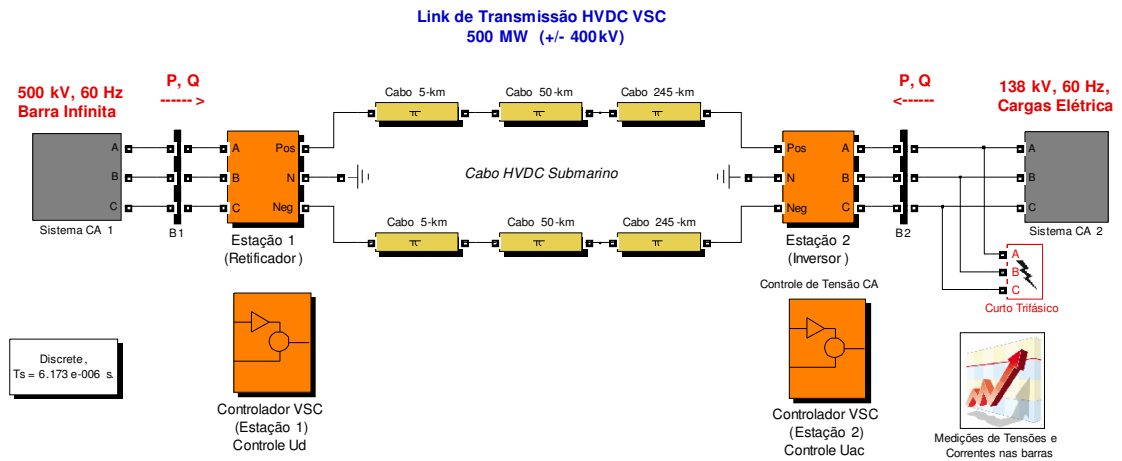 Link de Transmissão HVDC VSC
500 MW (+/- 400kV)
500 kV, 60 Hz
Barra Infinita
P, Q
------ >
A
B
C
Sistema CA 1
B1
A
B
C
Pos
N
Neg
Estação 1
(Retificador )
Cabo 5-km
Cabo 50-km
Cabo 245-km
π
π
π
Cabo HVDC Submarino
Cabo 5-km
Cabo 50-km
Cabo 245-km
π
π
π
Pos
N
Neg
A
B
C
Estação 2
(Inversor )
P, Q
<------
B2
138 kV, 60 Hz,
Cargas Elétrica
A
B
C
Sistema CA 2
A
B
C
Curto Trifásico
Discrete,
Ts = 6.173 e-006 s.
Controlador VSC
(Estação 1)
Controle Ud
Controle de Tensão CA
Controlador VSC
(Estação 2)
Controle Uac
Medições de Tensões e
Correntes nas barras